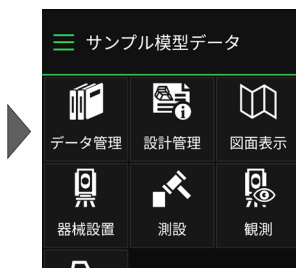 サンプル模型データ
データ管理 設計管理 図面表示
器械設置 測設 観測